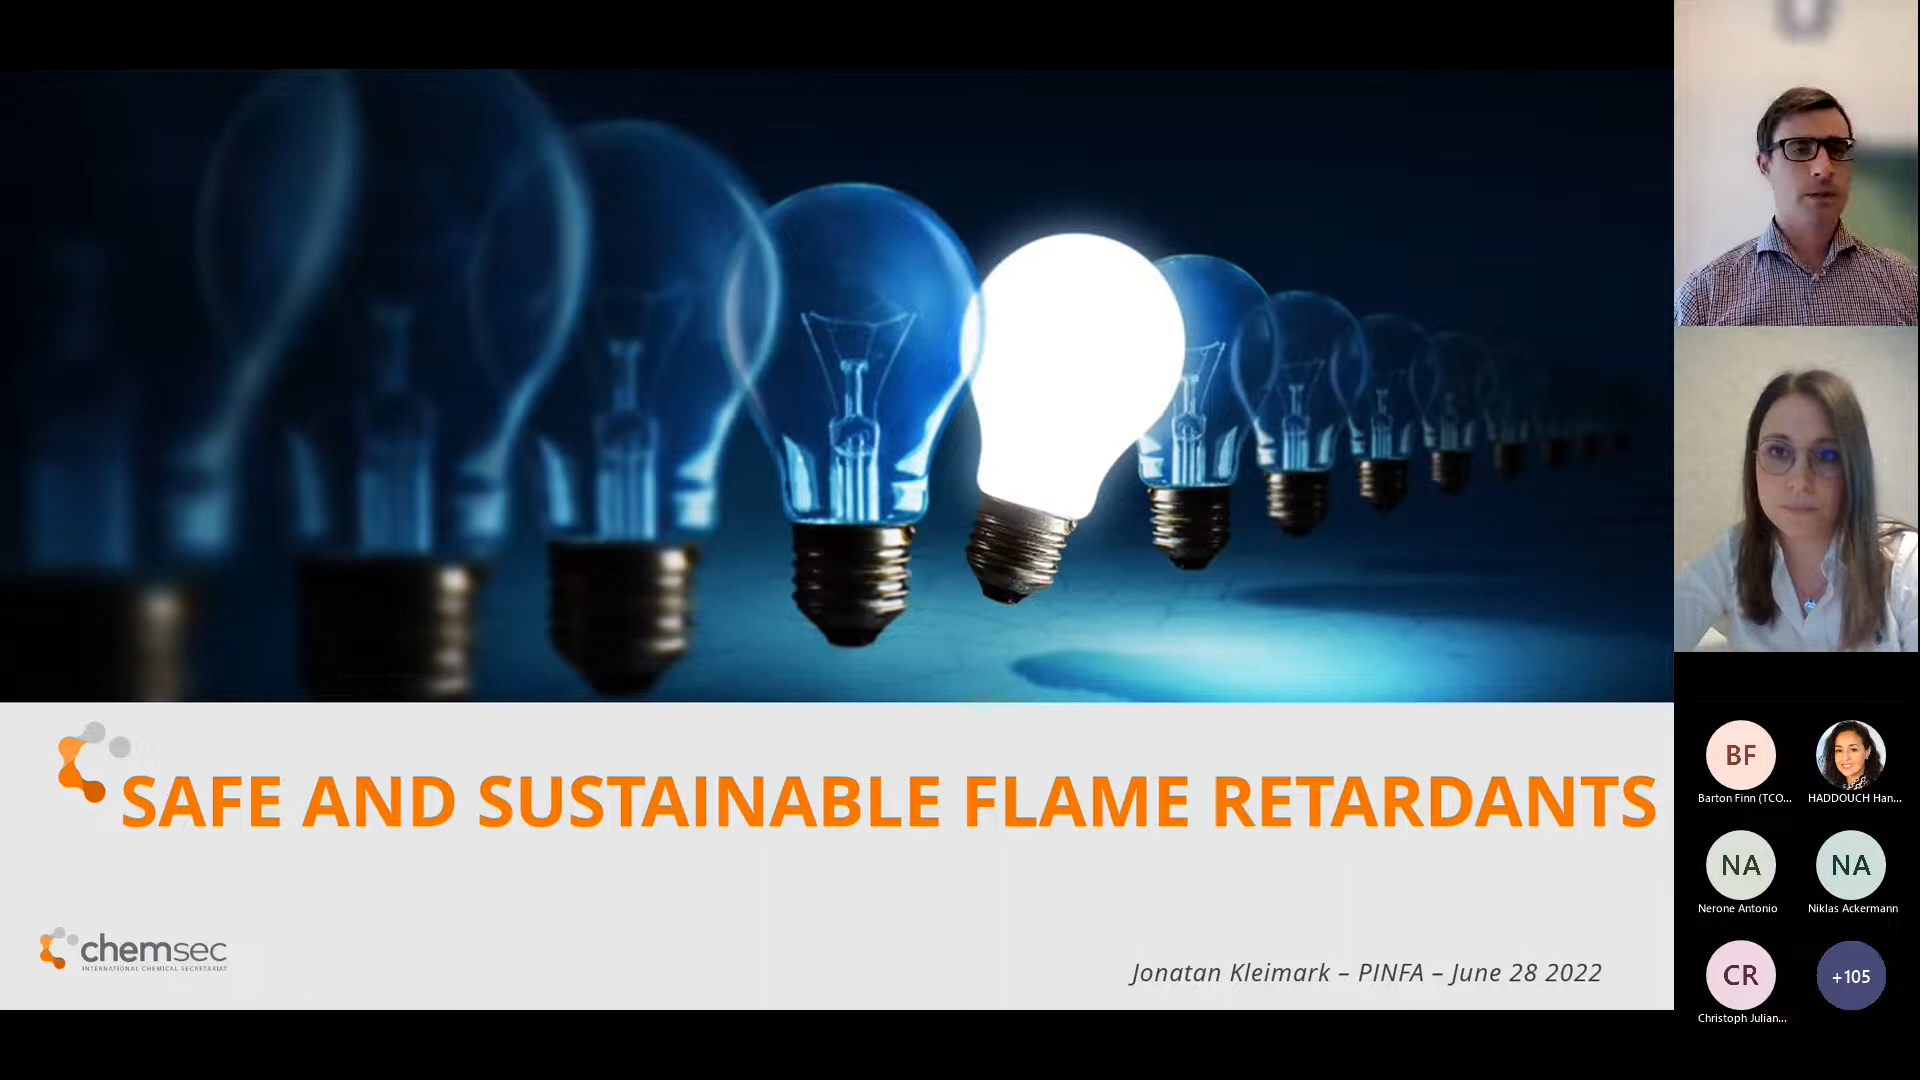 SAFE AND SUSTAINABLE FLAME RETARDANTS
chemsec
INTERNATIONAL CHEMICAL SECRETARIAT
Jonatan Kleimark – PINFA – June 28 2022
BF
Barton Finn (TCO...
HADDOUCH Han...
NA
Nerone Antonio
NA
Niklas Ackermann
CR
Christoph Julian...
+105